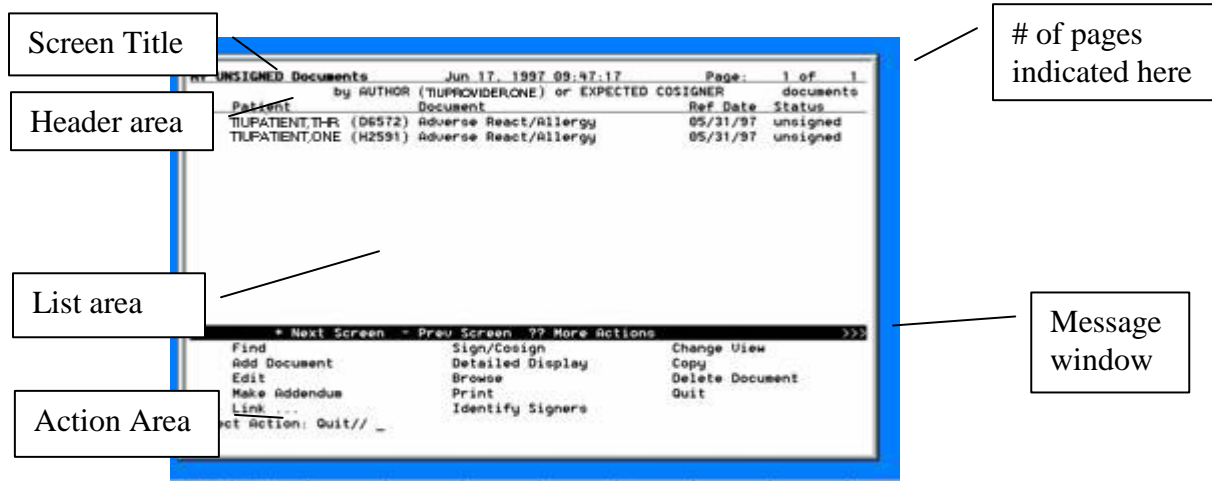 Screen Title
# of pages
indicated here
UNSIGNED Documents Jun 17, 1997 09:47:17 Page: 1 of 1
by AUTHOR (TIUPROVIDER,ONE) or EXPECTED COSIGNER documents
Header area
Patient Document Ref Date Status
TIUPATIENT,THR (D6572) Adverse React/Allergy 05/31/97 unsigned
TIUPATIENT,ONE (H2591) Adverse React/Allergy 05/31/97 unsigned
List area
Message
window
+ Next Screen - Prev Screen ?? More Actions >>>
Find Sign/Cosign Change View
Add Document Detailed Display Copy
Edit Browse Delete Document
Make Addendum Print Quit
Link ... Identify Signers
Action Area
ct Action: Quit// _